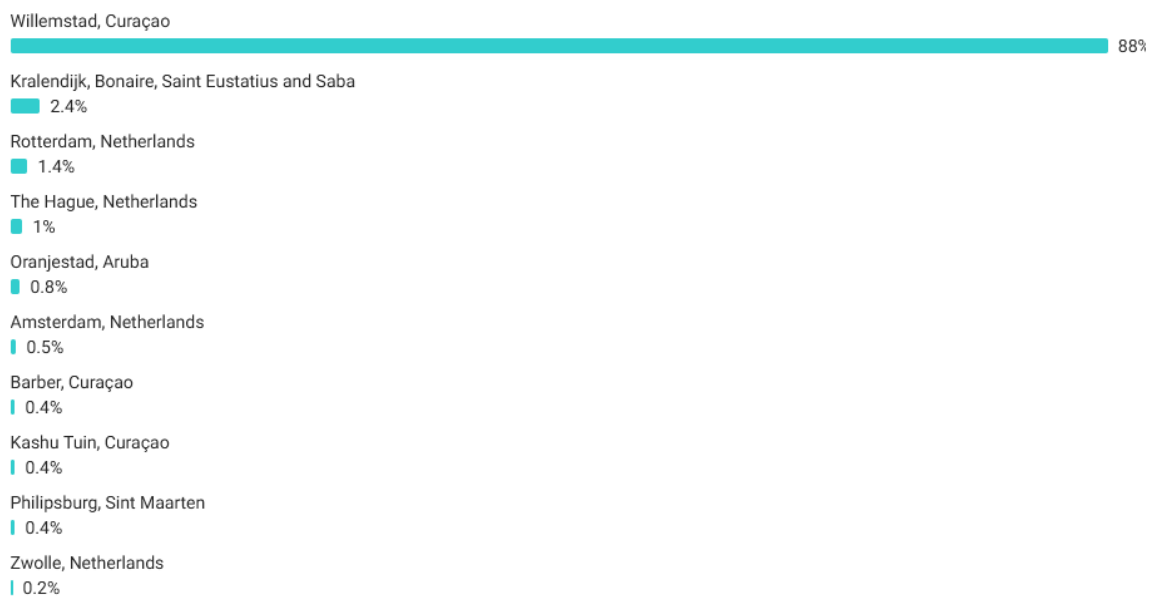 Willemstad, Curaçao
88%
Kralendijk, Bonaire, Saint Eustatius and Saba
2.4%
Rotterdam, Netherlands
1.4%
The Hague, Netherlands
1%
Oranjestad, Aruba
0.8%
Amsterdam, Netherlands
0.5%
Barber, Curaçao
0.4%
Kashu Tuin, Curaçao
0.4%
Philipsburg, Sint Maarten
0.4%
Zwolle, Netherlands
0.2%